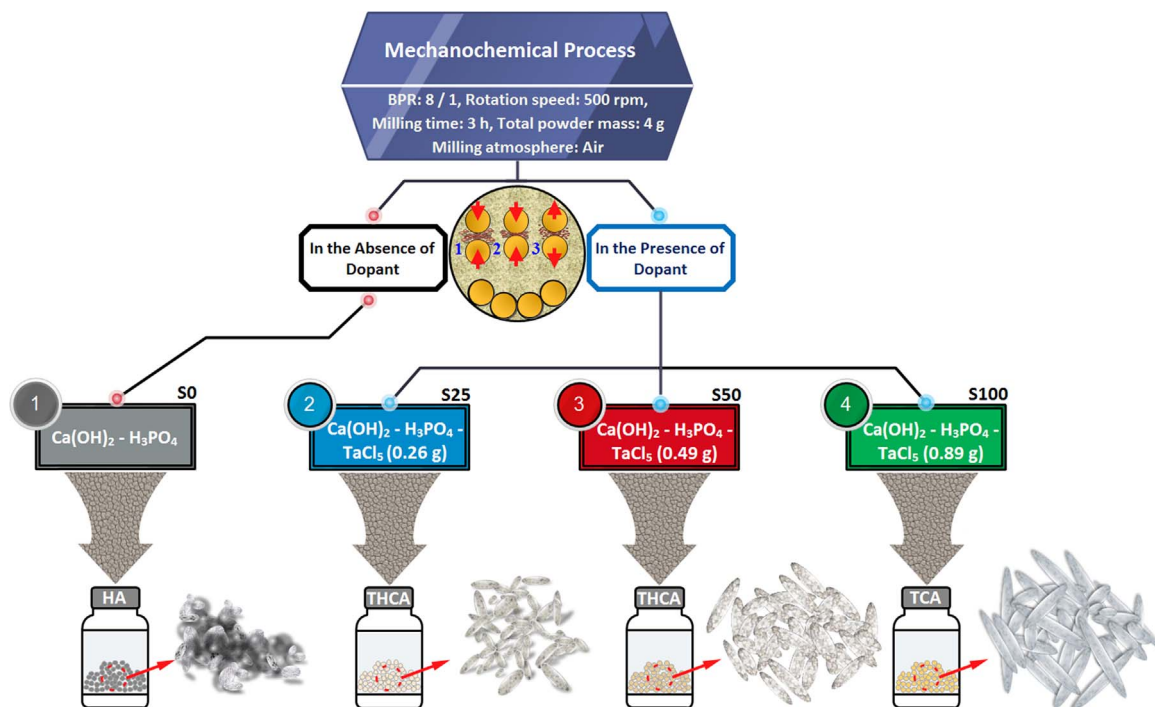 Mechanochemical Process
BPR: 8 / 1, Rotation speed: 500 rpm,
Milling time: 3 h, Total powder mass: 4 g
Milling atmosphere: Air
In the Absence of
Dopant
1 2 3
In the Presence of
Dopant
1
S0
Ca(OH)₂ - H₃PO₄
2
S25
Ca(OH)₂ - H₃PO₄ -
TaCl₅ (0.26 g)
3
S50
Ca(OH)₂ - H₃PO₄ -
TaCl₅ (0.49 g)
4
S100
Ca(OH)₂ - H₃PO₄ -
TaCl₅ (0.89 g)
HA
THCA
THCA
TCA